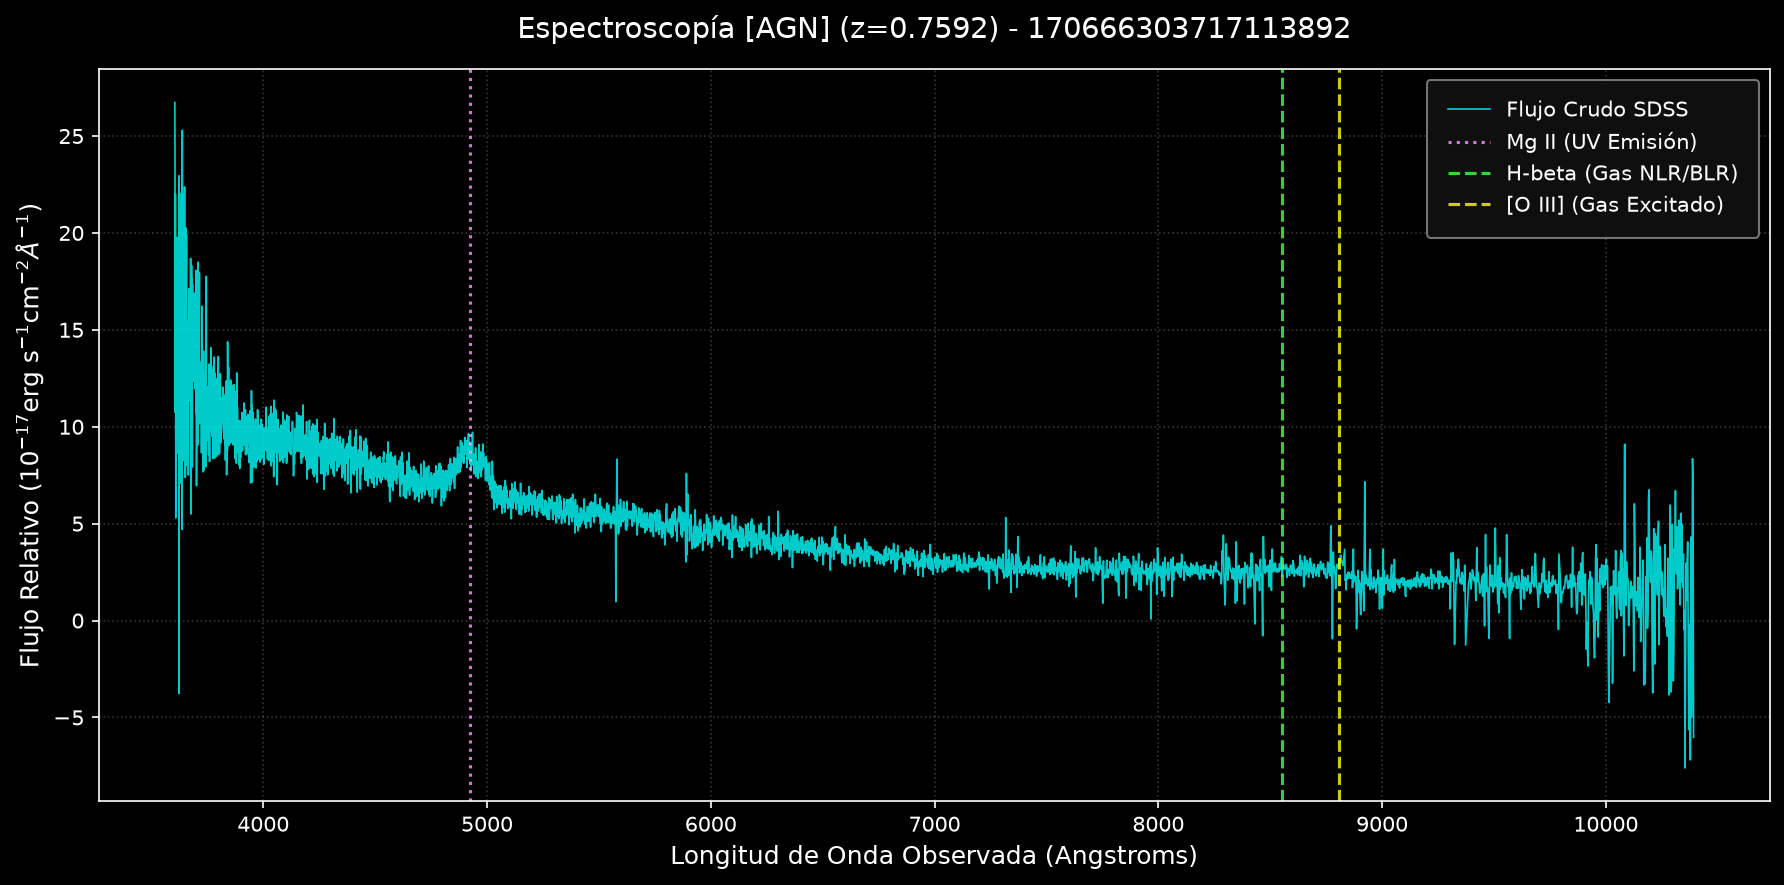 Espectroscopía [AGN] (z=0.7592) - 170666303717113892
Flujo Crudo SDSS
Mg II (UV Emisión)
H-beta (Gas NLR/BLR)
[O III] (Gas Excitado)
Flujo Relativo (10⁻¹⁷erg s⁻¹cm⁻²Å⁻¹)
25
20
15
10
5
0
−5
4000 5000 6000 7000 8000 9000 10000
Longitud de Onda Observada (Angstroms)